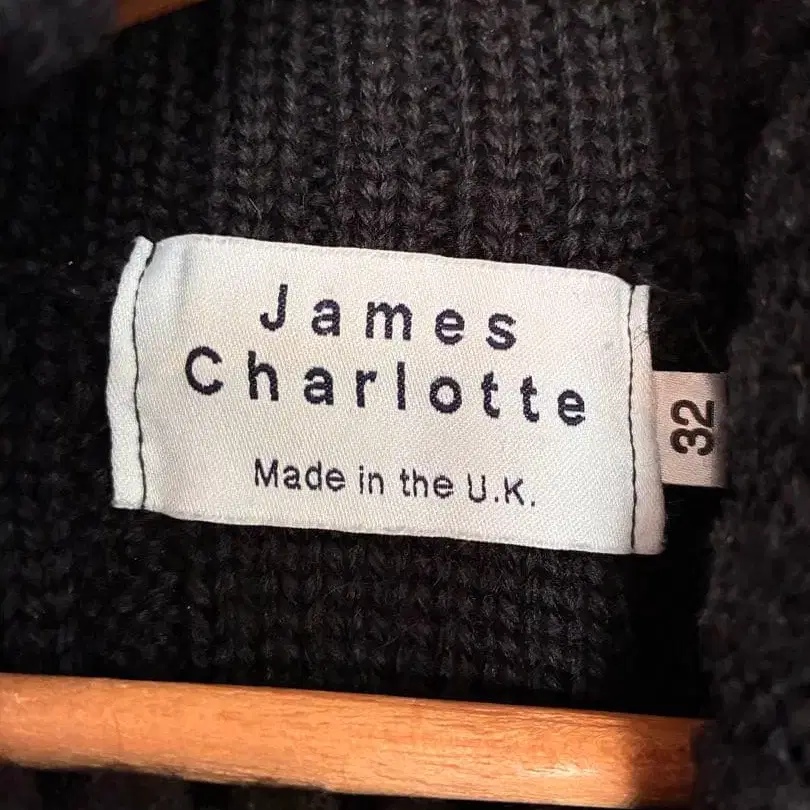 James
Charlotte
Made in the U.K.
32